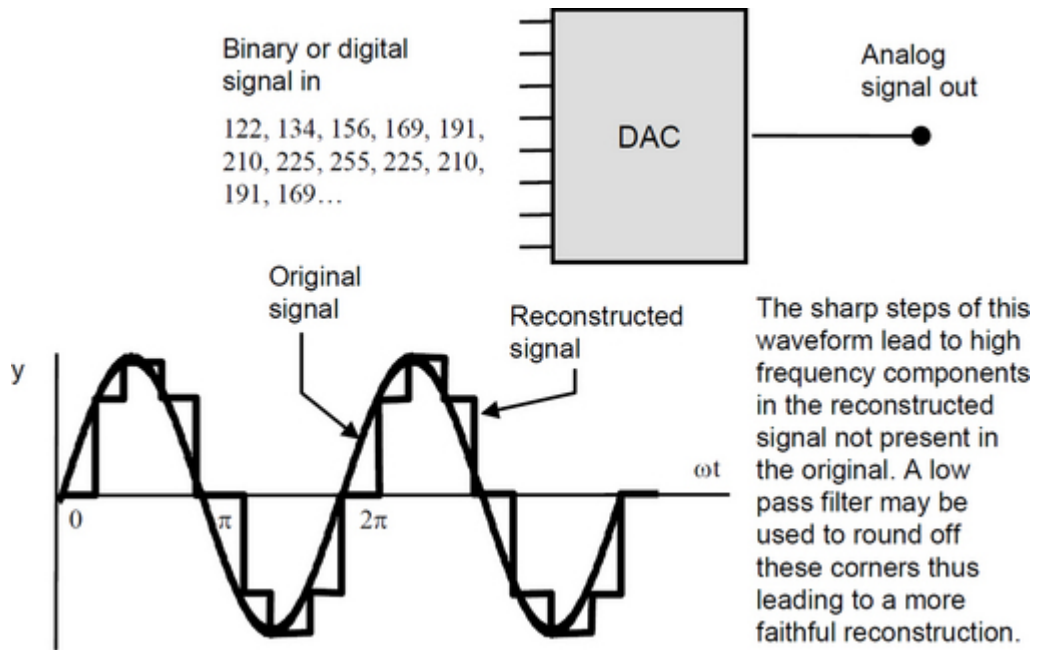 Binary or digital
signal in
122, 134, 156, 169, 191,
210, 225, 255, 225, 210,
191, 169...
DAC
Analog
signal out
Original
signal
Reconstructed
signal
y
ωt
0
π
2π
The sharp steps of this
waveform lead to high
frequency components
in the reconstructed
signal not present in
the original. A low
pass filter may be
used to round off
these corners thus
leading to a more
faithful reconstruction.